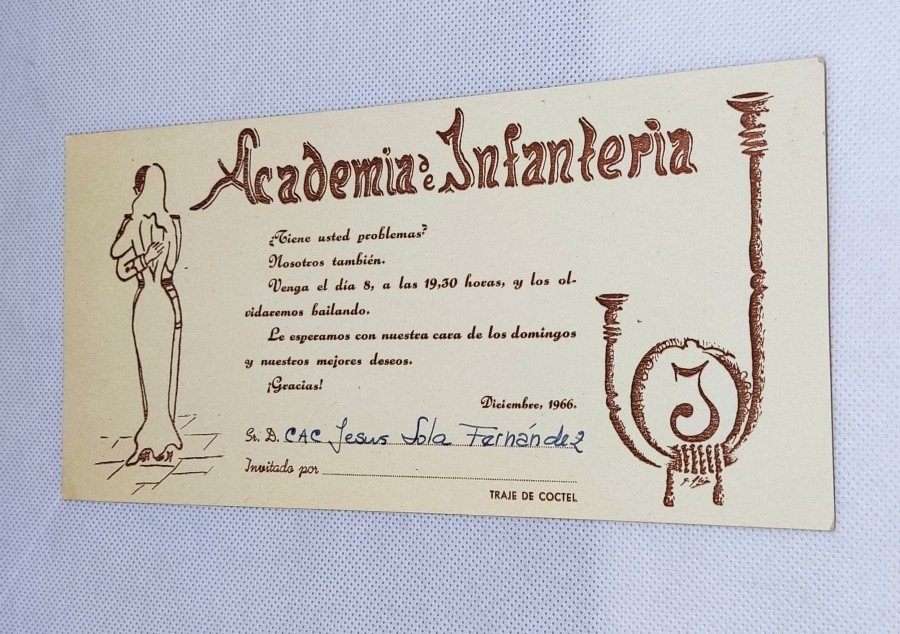 Academia de Infantería
¿Tiene usted problemas?
Nosotros también.
Venga el día 8, a las 19,30 horas, y los ol-
vidaremos bailando.
Le esperamos con nuestra cara de los domingos
y nuestros mejores deseos.
¡Gracias!
Diciembre, 1966.
Sr. D. CAC Jesus Sola Fernández
Invitado por
TRAJE DE COCTEL
J